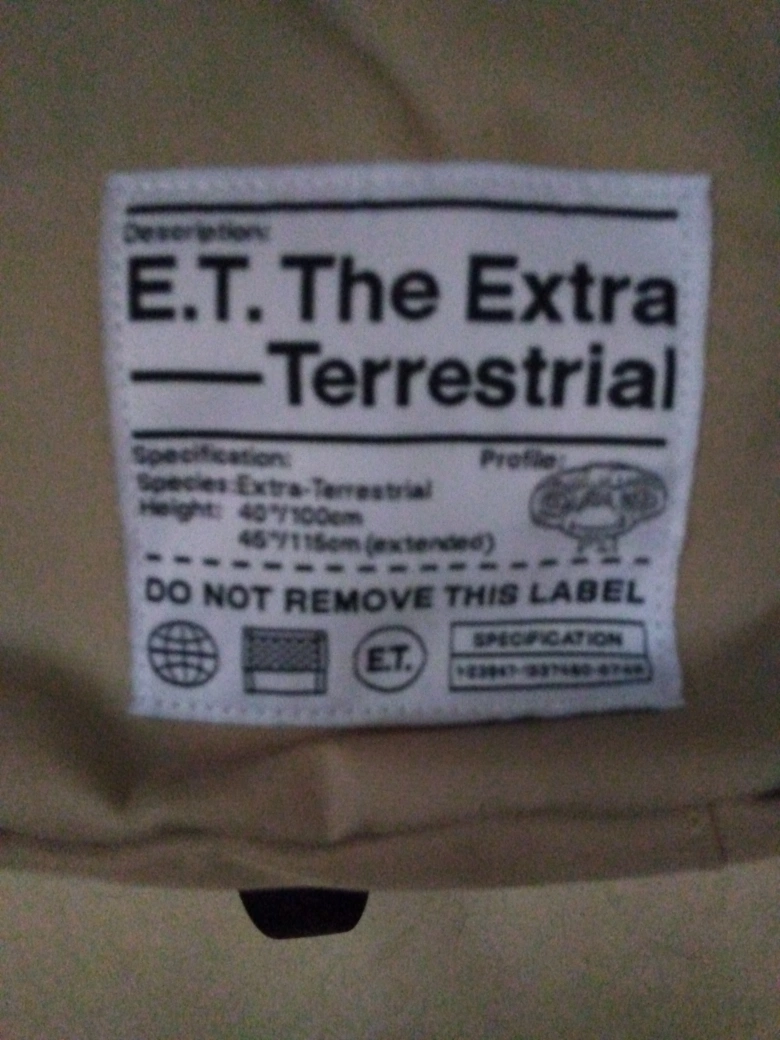 Description:
E.T. The Extra
—Terrestrial
Specification:
Profile:
Species:Extra-Terrestrial
Height: 40"/100cm
45"/115cm (extended)
DO NOT REMOVE THIS LABEL
E.T.
SPECIFICATION